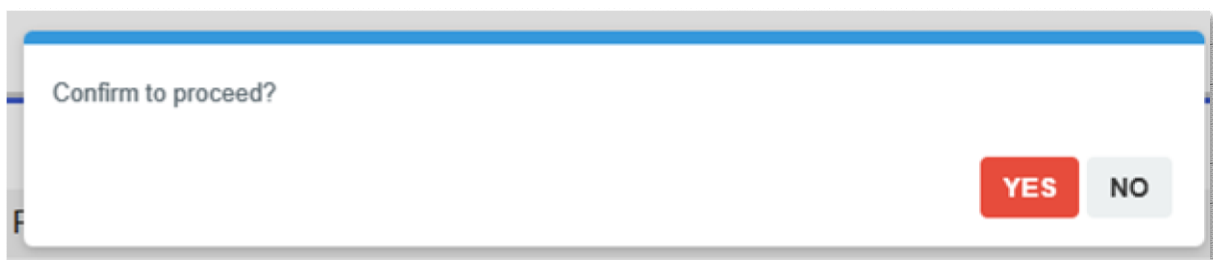 Confirm to proceed?
YES NO